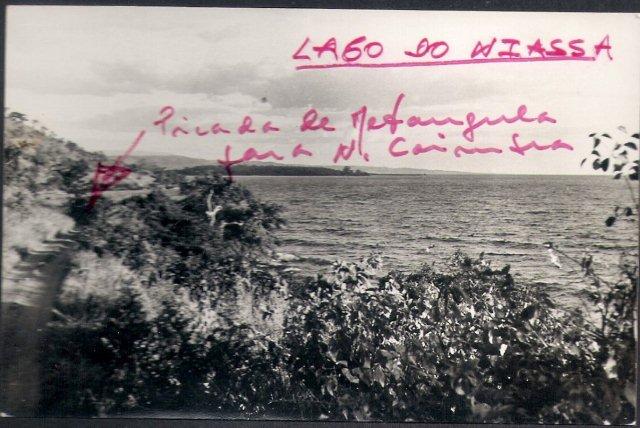 LAGO DO NIASSA
Picada de Metangula
para N. Coimbra